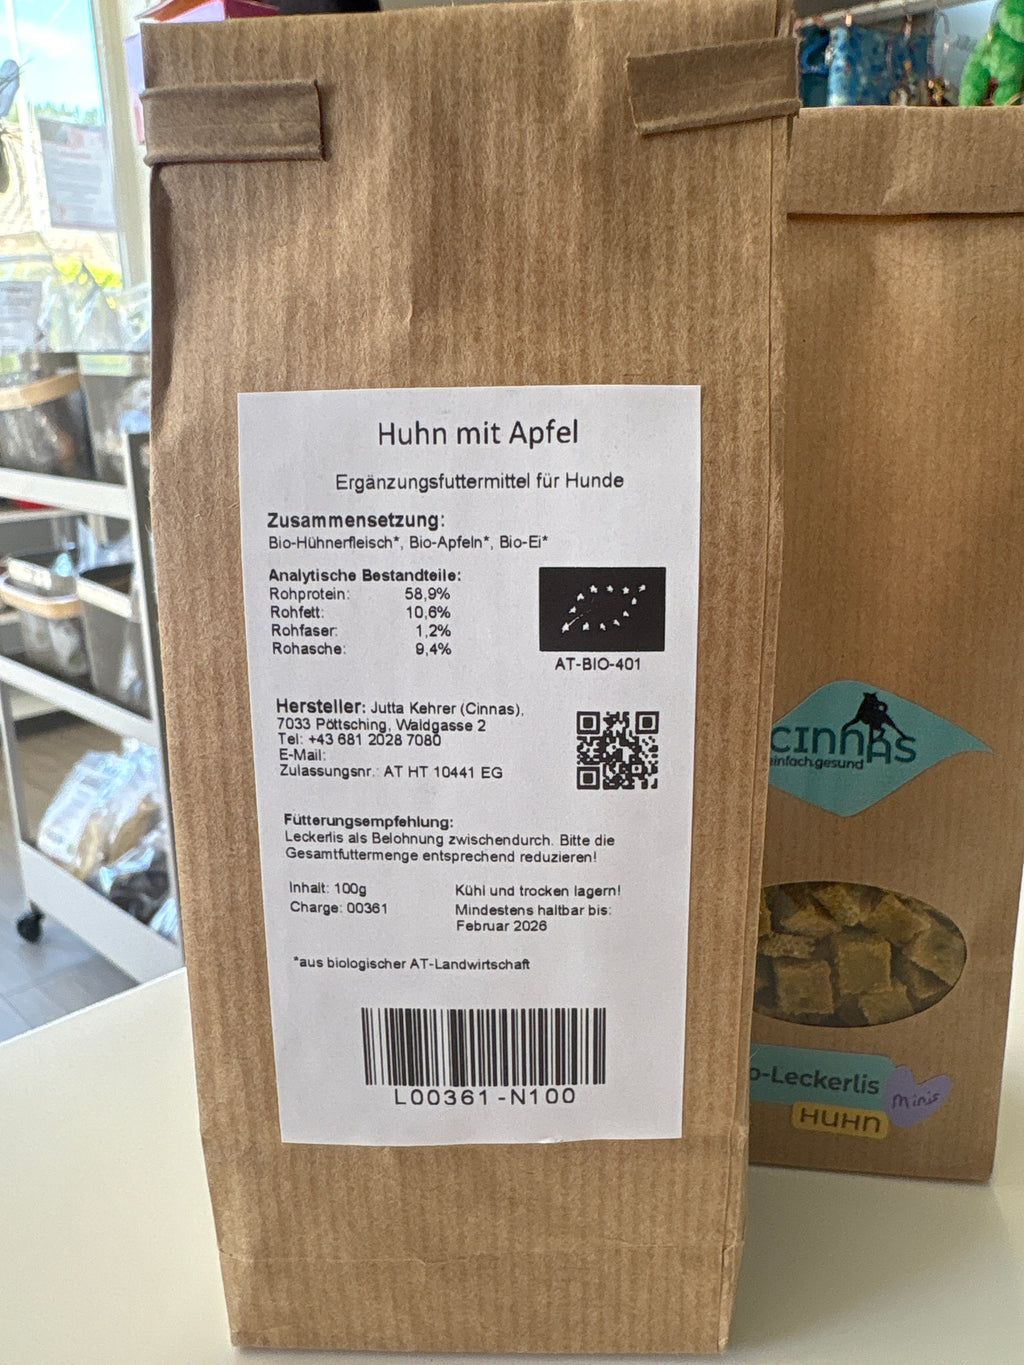 Huhn mit Apfel
Ergänzungsfuttermittel für Hunde
Zusammensetzung:
Bio-Hühnerfleisch*, Bio-Apfeln*, Bio-Ei*
Analytische Bestandteile:
Rohprotein: 58,9%
Rohfett: 10,6%
Rohfaser: 1,2%
Rohasche: 9,4%
AT-BIO-401
Hersteller: Jutta Kehrer (Cinnas),
7033 Pöttsching, Waldgasse 2
Tel: +43 681 2028 7080
E-Mail:
Zulassungsnr.: AT HT 10441 EG
Fütterungsempfehlung:
Leckerlis als Belohnung zwischendurch. Bitte die
Gesamtfuttermenge entsprechend reduzieren!
Inhalt: 100g
Charge: 00361
Kühl und trocken lagern!
Mindestens haltbar bis:
Februar 2026
*aus biologischer AT-Landwirtschaft
L00361-N100
CINNAS
einfach.gesund
o-Leckerlis
minis
HUHN